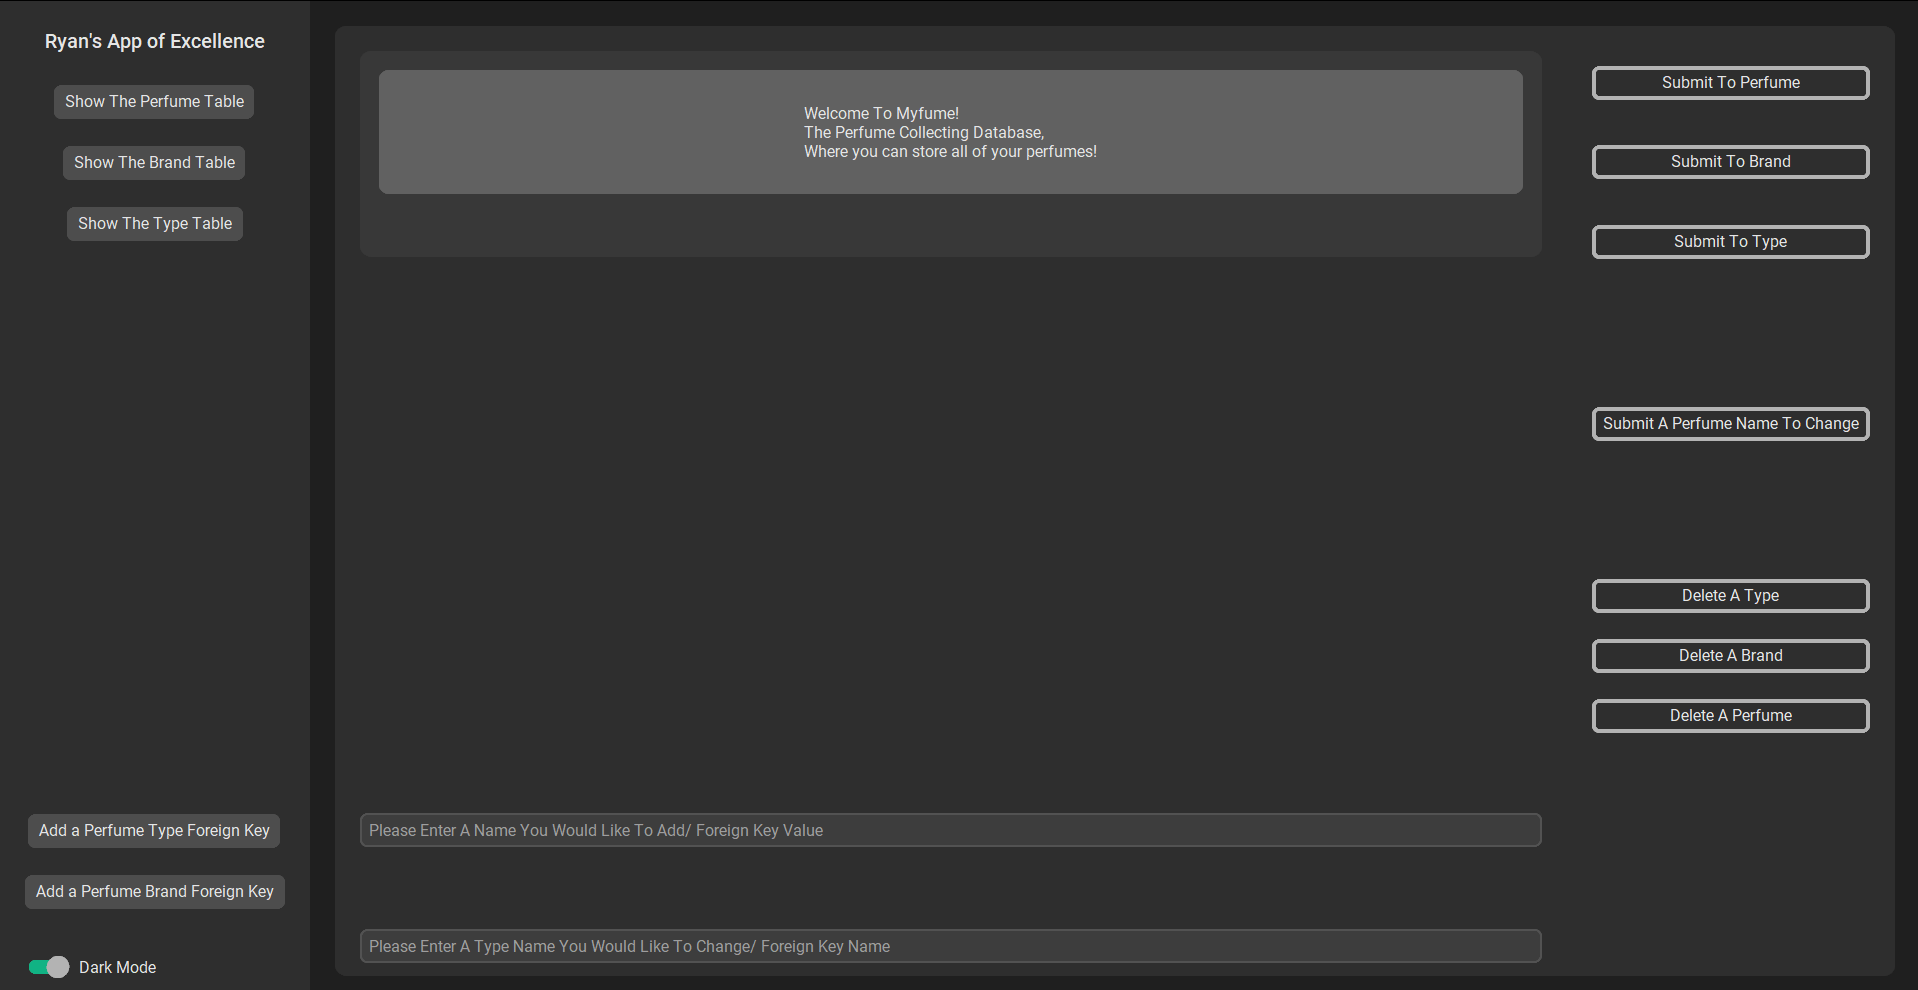 Ryan's App of Excellence
Show The Perfume Table
Show The Brand Table
Show The Type Table
Add a Perfume Type Foreign Key
Add a Perfume Brand Foreign Key
Dark Mode
Welcome To Myfume!
The Perfume Collecting Database,
Where you can store all of your perfumes!
Please Enter A Name You Would Like To Add/ Foreign Key Value
Please Enter A Type Name You Would Like To Change/ Foreign Key Name
Submit To Perfume
Submit To Brand
Submit To Type
Submit A Perfume Name To Change
Delete A Type
Delete A Brand
Delete A Perfume